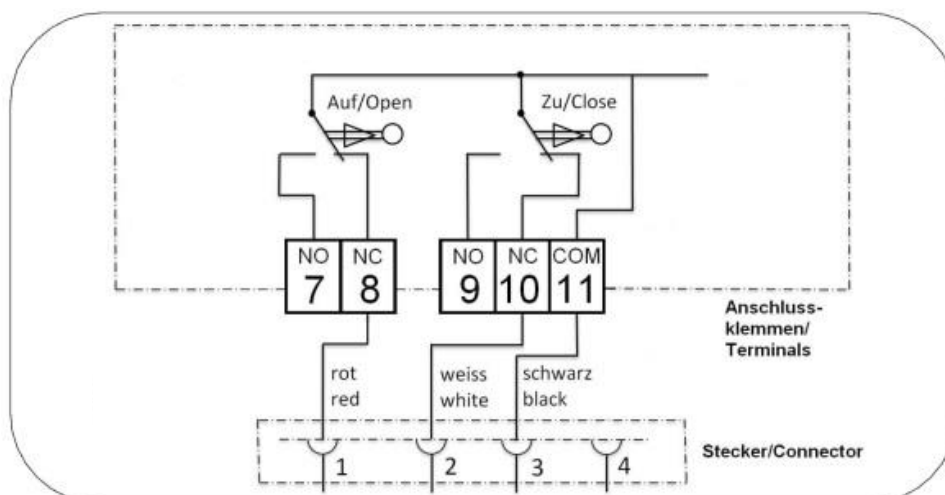 Auf/Open
Zu/Close
NO NC NO NC COM
7 8 9 10 11
Anschluss-
klemmen/
Terminals
rot
red
weiss
white
schwarz
black
1 2 3 4
Stecker/Connector